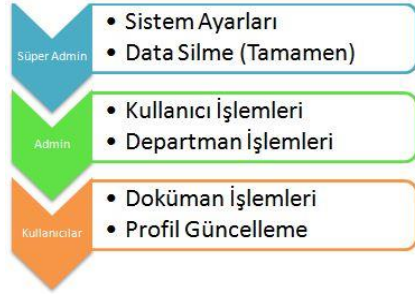 Süper Admin
• Sistem Ayarları
• Data Silme (Tamamen)
Admin
• Kullanıcı İşlemleri
• Departman İşlemleri
Kullanıcılar
• Doküman İşlemleri
• Profil Güncelleme